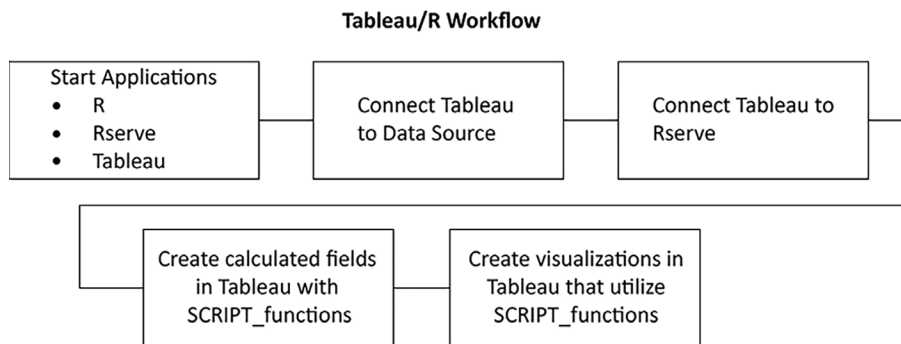 Tableau/R Workflow
Start Applications
• R
• Rserve
• Tableau
Connect Tableau
to Data Source
Connect Tableau to
Rserve
Create calculated fields
in Tableau with
SCRIPT_functions
Create visualizations in
Tableau that utilize
SCRIPT_functions